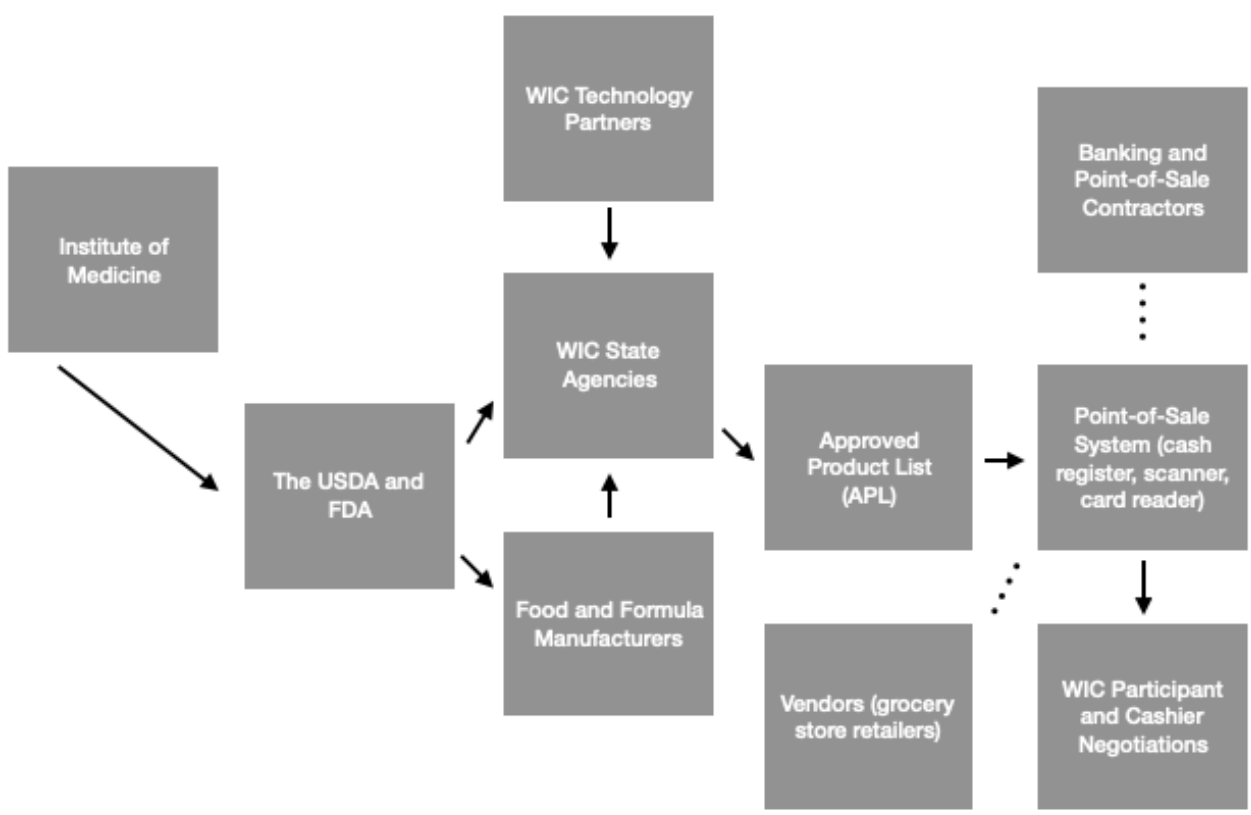 WIC Technology
Partners
Banking and
Point-of-Sale
Contractors
Institute of
Medicine
WIC State
Agencies
The USDA and
FDA
Approved
Product List
(APL)
Point-of-Sale
System (cash
register, scanner,
card reader)
Food and Formula
Manufacturers
Vendors (grocery
store retailers)
WIC Participant
and Cashier
Negotiations